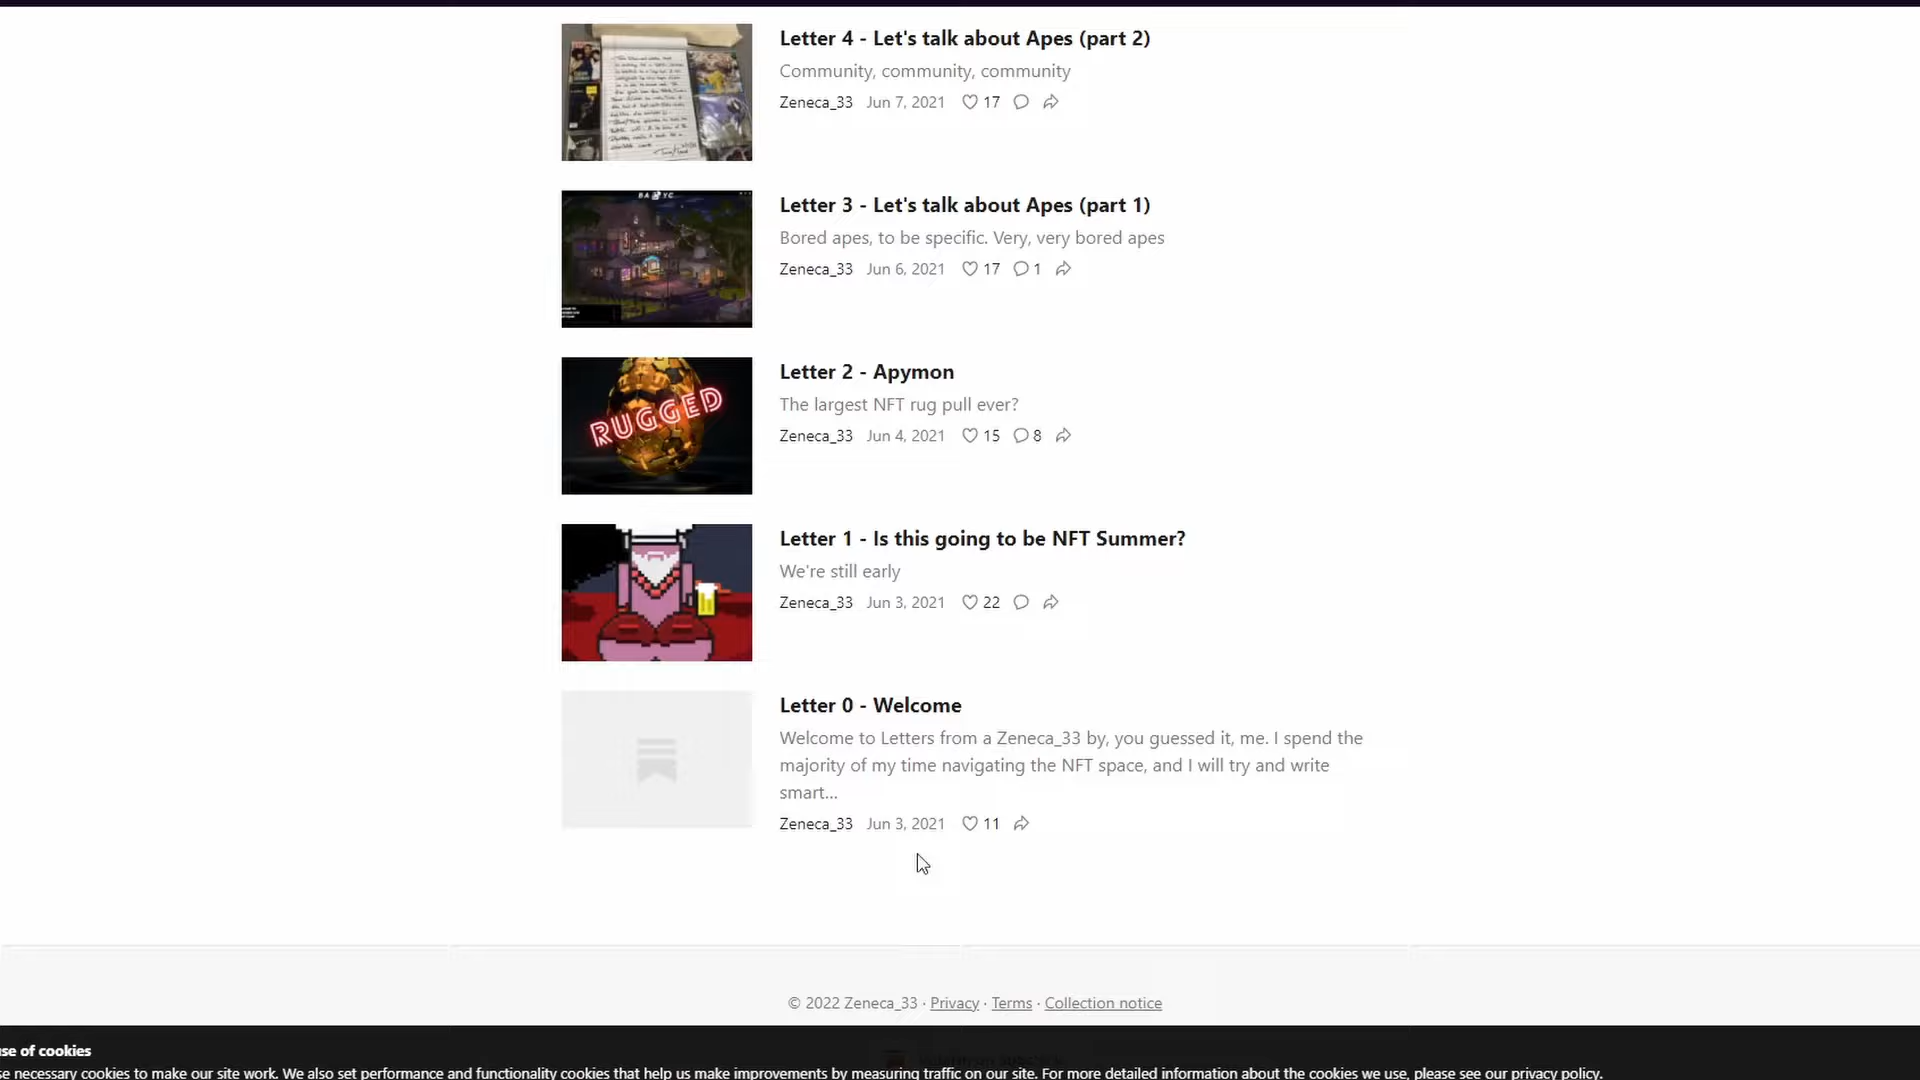 Letter 4 - Let's talk about Apes (part 2)
Community, community, community
Zeneca_33 Jun 7, 2021 17
BAYC
Letter 3 - Let's talk about Apes (part 1)
Bored apes, to be specific. Very, very bored apes
Zeneca_33 Jun 6, 2021 17 1
RUGGED
Letter 2 - Apymon
The largest NFT rug pull ever?
Zeneca_33 Jun 4, 2021 15 8
Letter 1 - Is this going to be NFT Summer?
We're still early
Zeneca_33 Jun 3, 2021 22
Letter 0 - Welcome
Welcome to Letters from a Zeneca_33 by, you guessed it, me. I spend the
majority of my time navigating the NFT space, and I will try and write
smart...
Zeneca_33 Jun 3, 2021 11
© 2022 Zeneca_33 · Privacy · Terms · Collection notice
se of cookies
se necessary cookies to make our site work. We also set performance and functionality cookies that help us make improvements by measuring traffic on our site. For more detailed information about the cookies we use, please see our privacy policy.